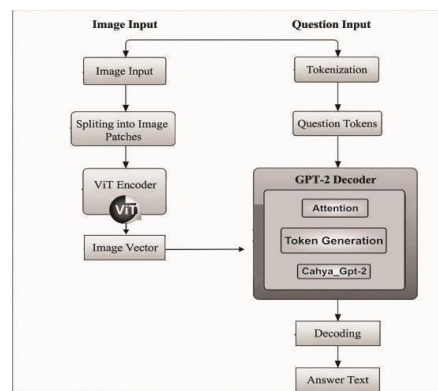 Image Input
Question Input
Image Input
Tokenization
Spliting into Image
Patches
Question Tokens
ViT Encoder
ViT
GPT-2 Decoder
Attention
Token Generation
Cahya_Gpt-2
Image Vector
Decoding
Answer Text